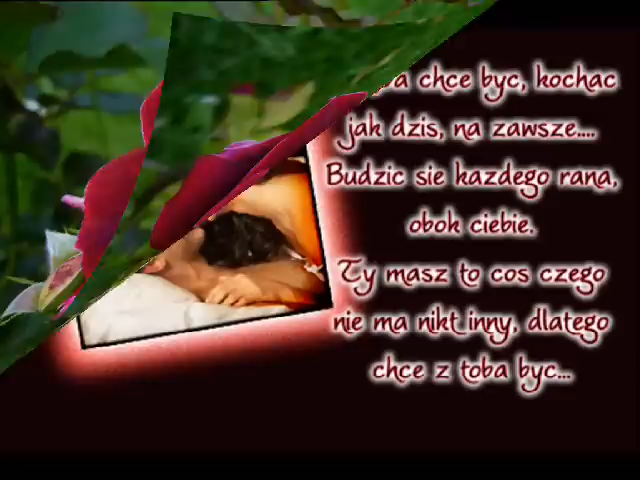 chce byc, kochac
jak dzis, na zawsze....
Budzic sie kazdego rana,
obok ciebie.
Ty masz to cos czego
nie ma nikt inny, dlatego
chce z toba byc...